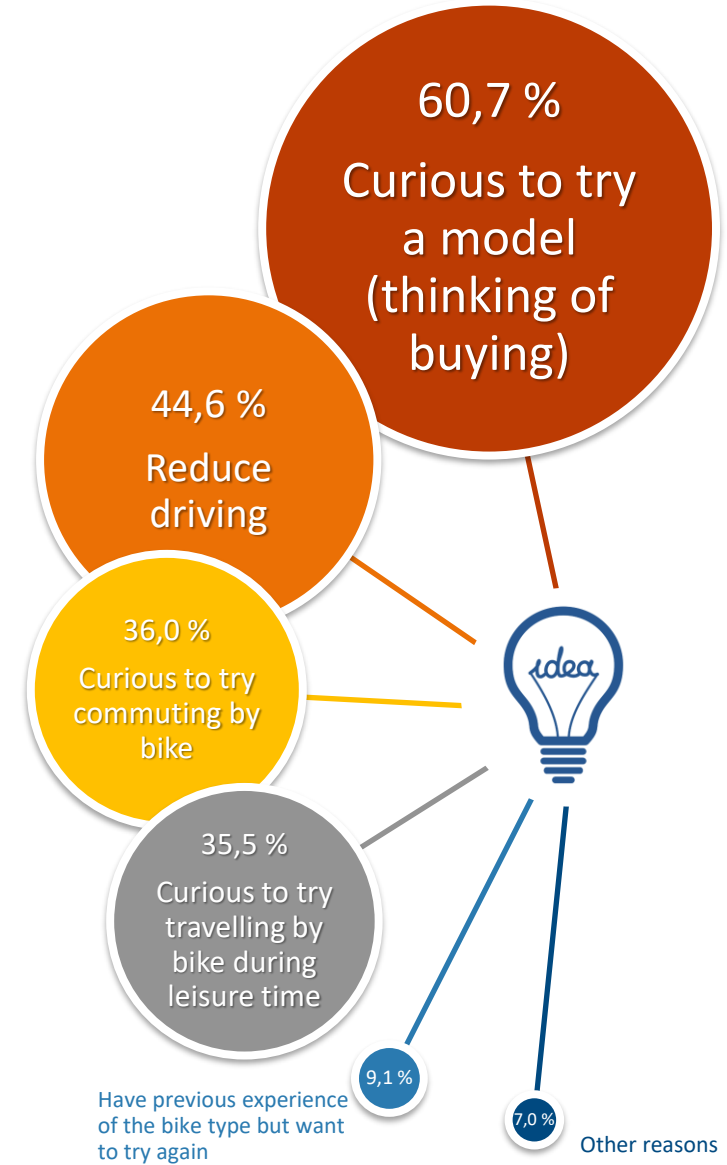 60,7 %
Curious to try
a model
(thinking of
buying)
44,6 %
Reduce
driving
36,0 %
Curious to try
commuting by
bike
idea
35,5 %
Curious to try
travelling by
bike during
leisure time
9,1 %
Have previous experience
of the bike type but want
to try again
7,0 %
Other reasons